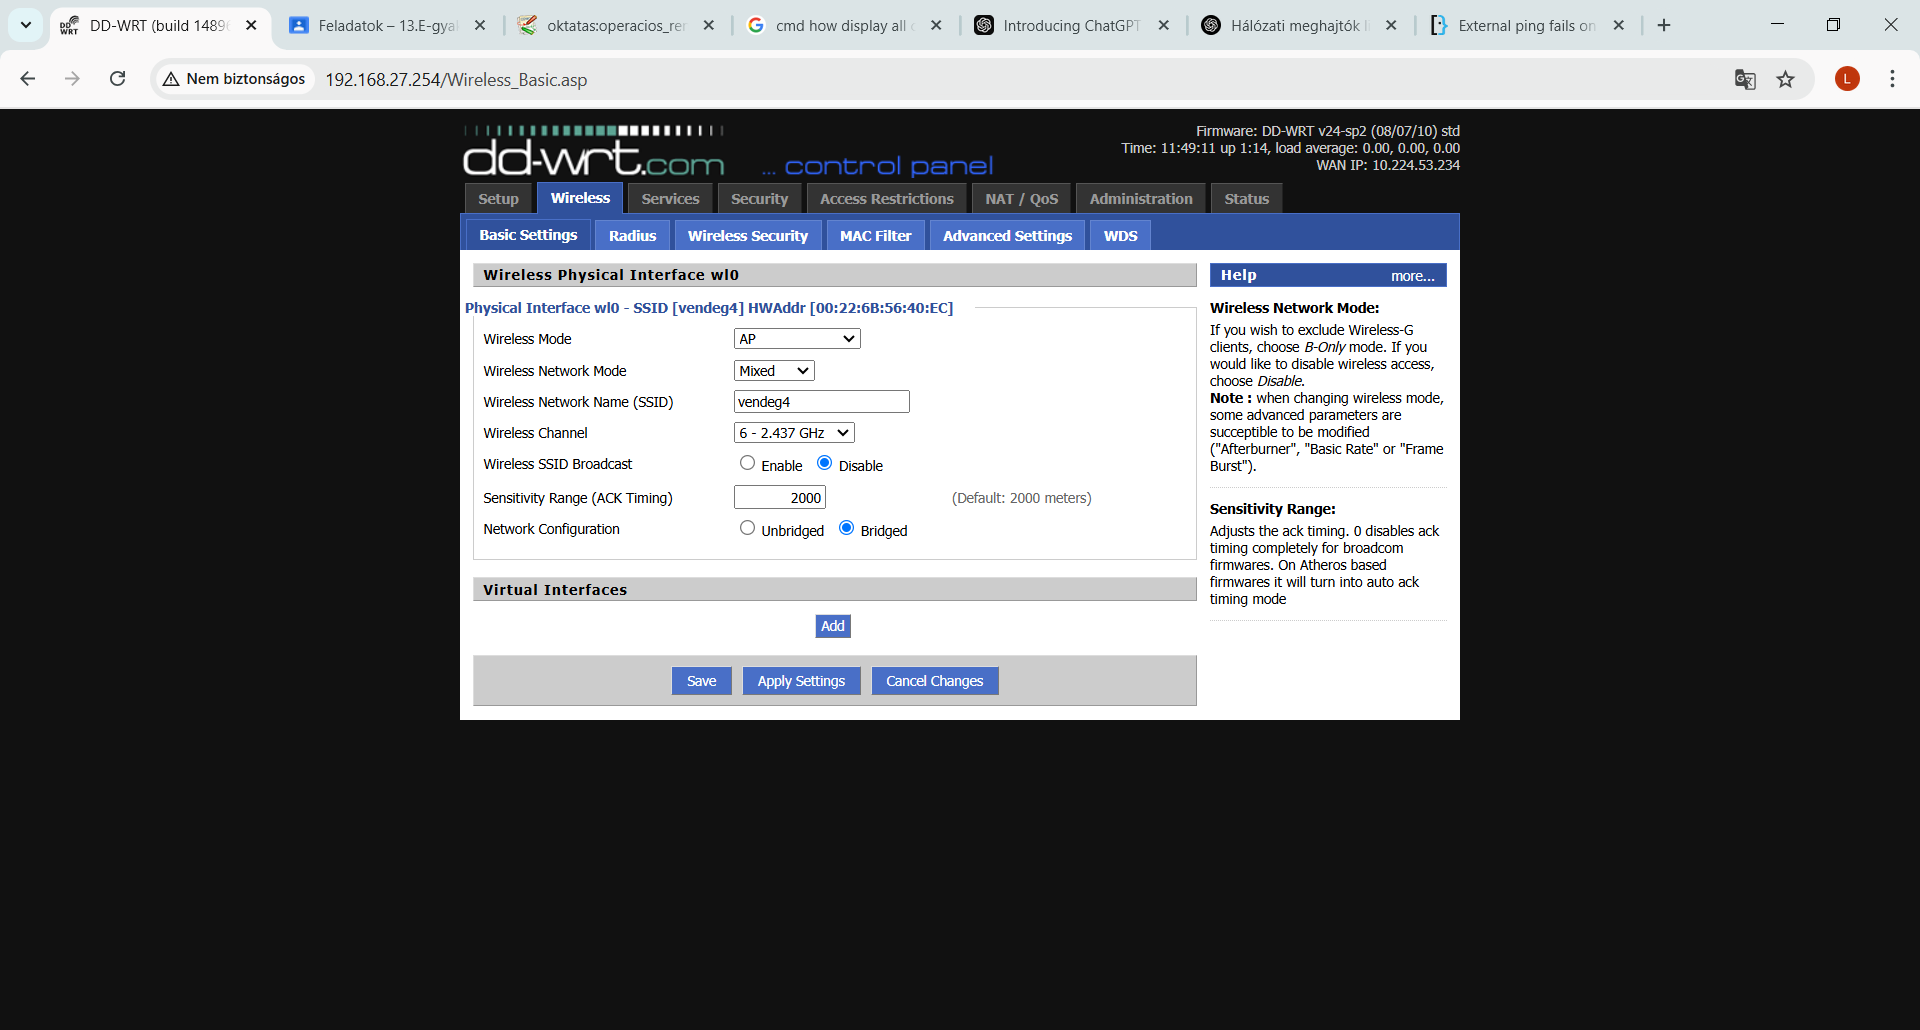 DD-WRT (build 1489
Feladatok – 13.E-gya
oktatas:operacios_re
cmd how display all
Introducing ChatGPT
Hálózati meghajtók l
External ping fails on
Nem biztonságos
192.168.27.254/Wireless_Basic.asp
L
dd-wrt.com ... control panel
Firmware: DD-WRT v24-sp2 (08/07/10) std
Time: 11:49:11 up 1:14, load average: 0.00, 0.00, 0.00
WAN IP: 10.224.53.234
Setup Wireless Services Security Access Restrictions NAT / QoS Administration Status
Basic Settings Radius Wireless Security MAC Filter Advanced Settings WDS
Wireless Physical Interface wl0
Physical Interface wl0 - SSID [vendeg4] HWAddr [00:22:6B:56:40:EC]
Wireless Mode AP
Wireless Network Mode Mixed
Wireless Network Name (SSID) vendeg4
Wireless Channel 6 - 2.437 GHz
Wireless SSID Broadcast Enable Disable
Sensitivity Range (ACK Timing) 2000 (Default: 2000 meters)
Network Configuration Unbridged Bridged
Virtual Interfaces
Add
Save Apply Settings Cancel Changes
Help more...
Wireless Network Mode:
If you wish to exclude Wireless-G
clients, choose B-Only mode. If you
would like to disable wireless access,
choose Disable.
Note : when changing wireless mode,
some advanced parameters are
succeptible to be modified
("Afterburner", "Basic Rate" or "Frame
Burst").
Sensitivity Range:
Adjusts the ack timing. 0 disables ack
timing completely for broadcom
firmwares. On Atheros based
firmwares it will turn into auto ack
timing mode